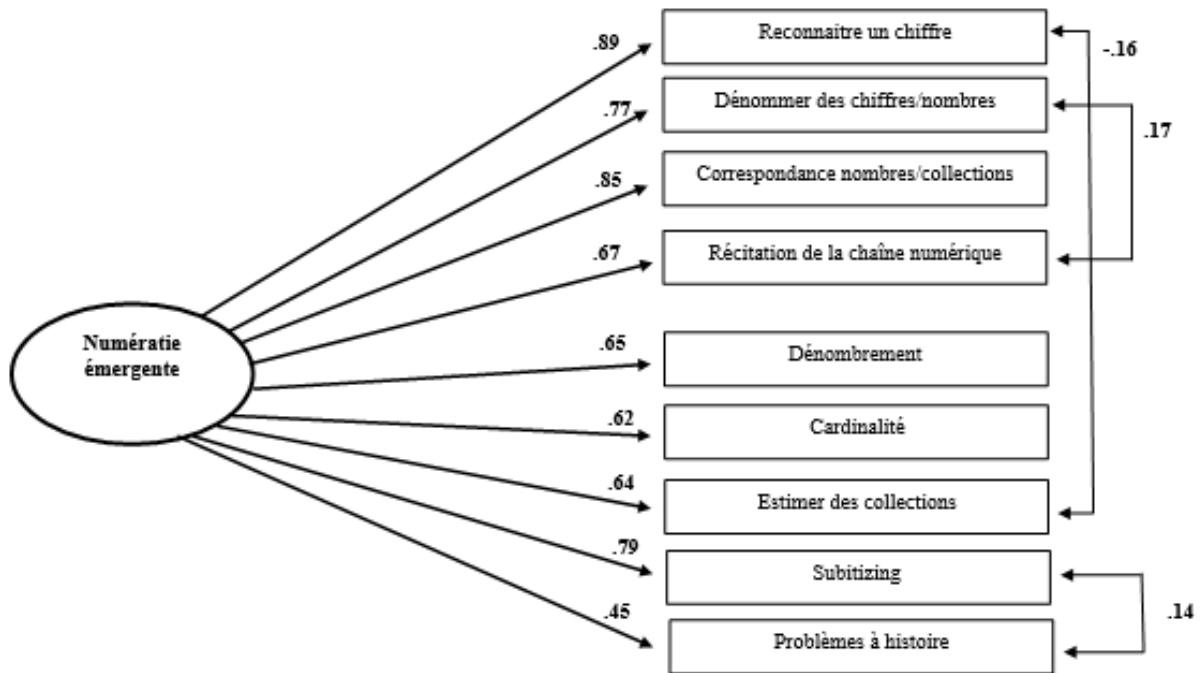 .89
Reconnaitre un chiffre
-.16
.77
Dénommer des chiffres/nombres
.17
.85
Correspondance nombres/collections
.67
Récitation de la chaîne numérique
Numératie
émergente
.65
Dénombrement
.62
Cardinalité
.64
Estimer des collections
.79
Subitizing
.45
Problèmes à histoire
.14